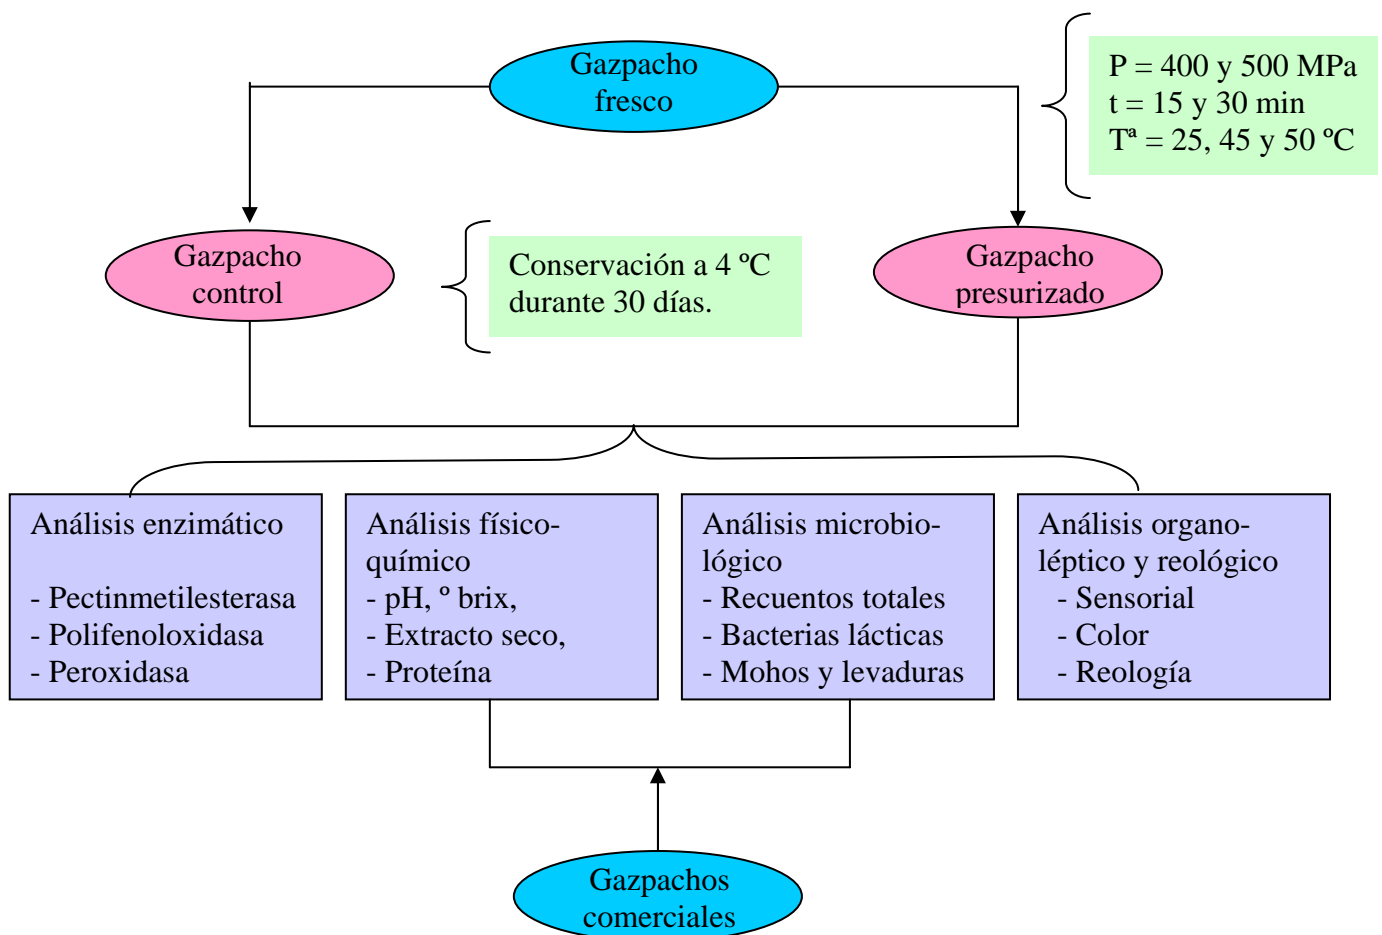 Gazpacho
fresco
P = 400 y 500 MPa
t = 15 y 30 min
Tª = 25, 45 y 50 ºC
Gazpacho
control
Conservación a 4 ºC
durante 30 días.
Gazpacho
presurizado
Análisis enzimático
- Pectinmetilesterasa
- Polifenoloxidasa
- Peroxidasa
Análisis físico-
químico
- pH, º brix,
- Extracto seco,
- Proteína
Análisis microbio-
lógico
- Recuentos totales
- Bacterias lácticas
- Mohos y levaduras
Análisis organo-
léptico y reológico
- Sensorial
- Color
- Reología
Gazpachos
comerciales